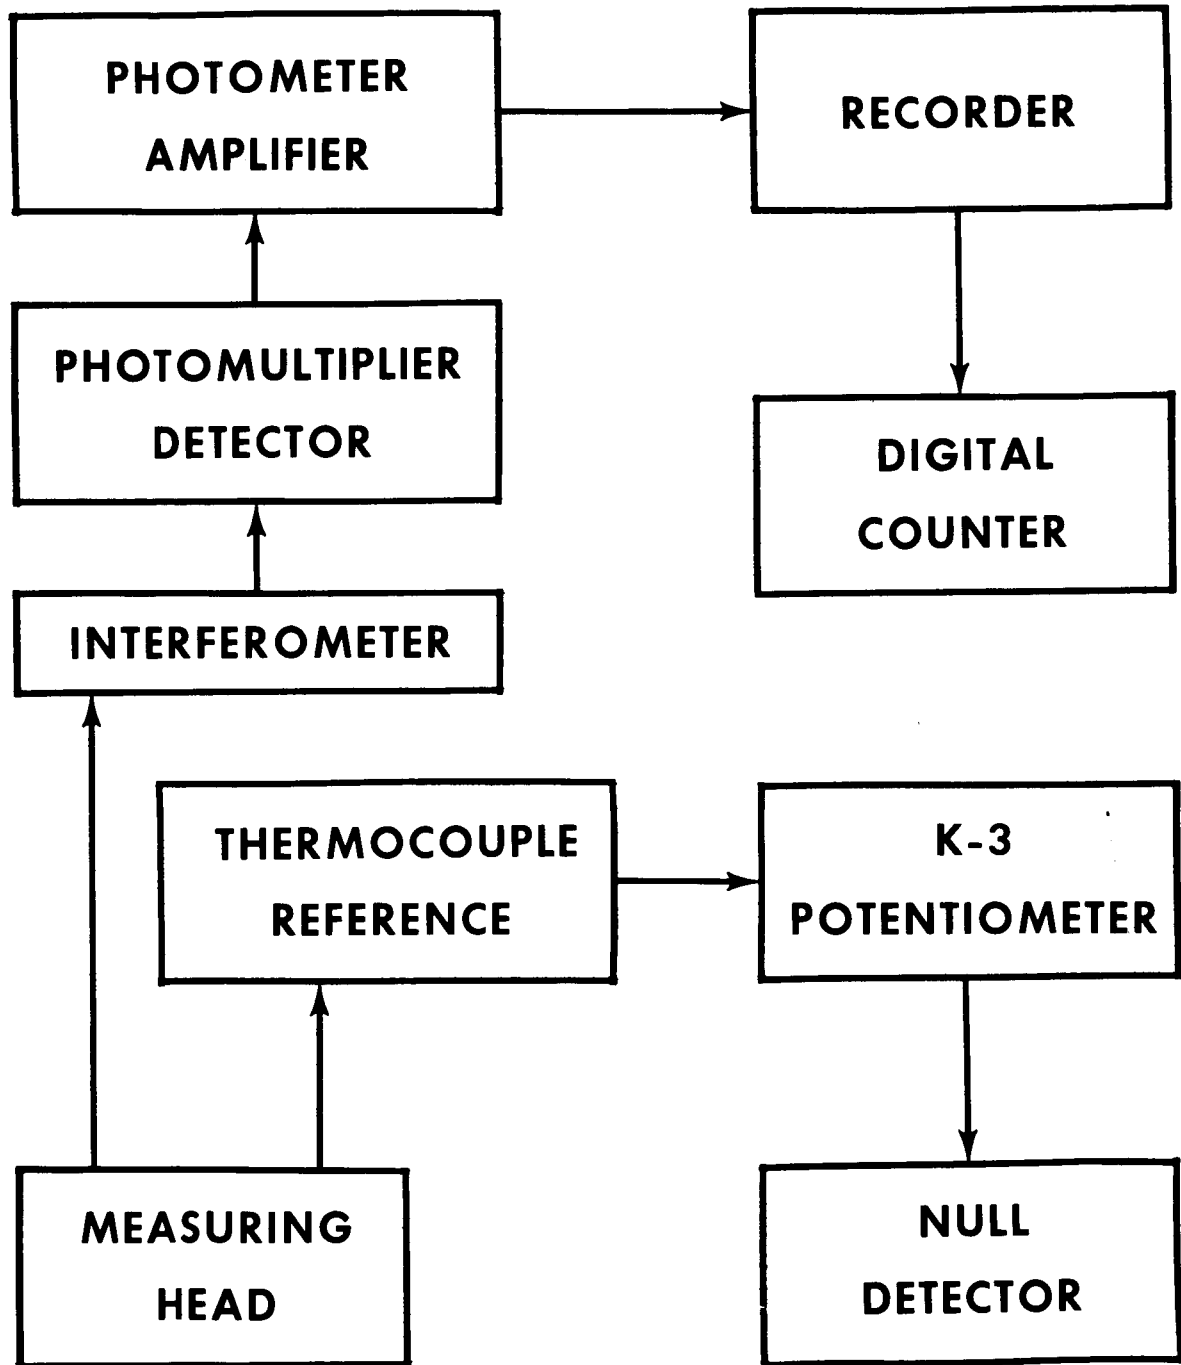 PHOTOMETER
AMPLIFIER
RECORDER
PHOTOMULTIPLIER
DETECTOR
DIGITAL
COUNTER
INTERFEROMETER
THERMOCOUPLE
REFERENCE
K-3
POTENTIOMETER
MEASURING
HEAD
NULL
DETECTOR